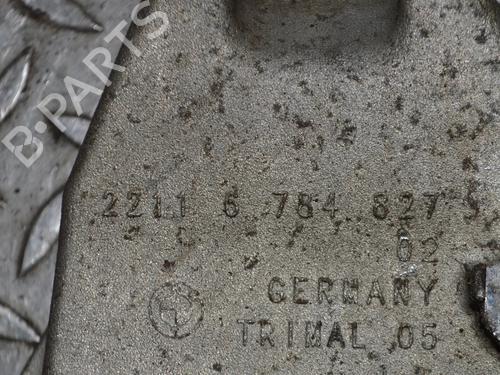 B-PARTS
2211 6 784 827
02
GERMANY
TRIMAL 05